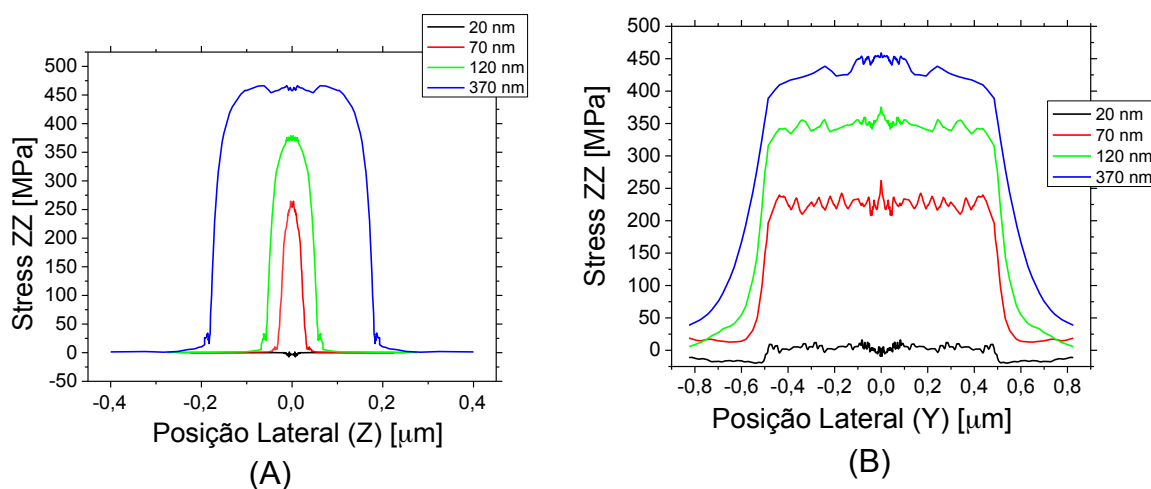 20 nm
70 nm
120 nm
370 nm
500
450
400
350
300
250
200
150
100
50
0
-50
Stress ZZ [MPa]
-0,4 -0,2 0,0 0,2 0,4
Posição Lateral (Z) [μm]
(A)
20 nm
70 nm
120 nm
370 nm
500
450
400
350
300
250
200
150
100
50
0
Stress ZZ [MPa]
-0,8 -0,6 -0,4 -0,2 0,0 0,2 0,4 0,6 0,8
Posição Lateral (Y) [μm]
(B)